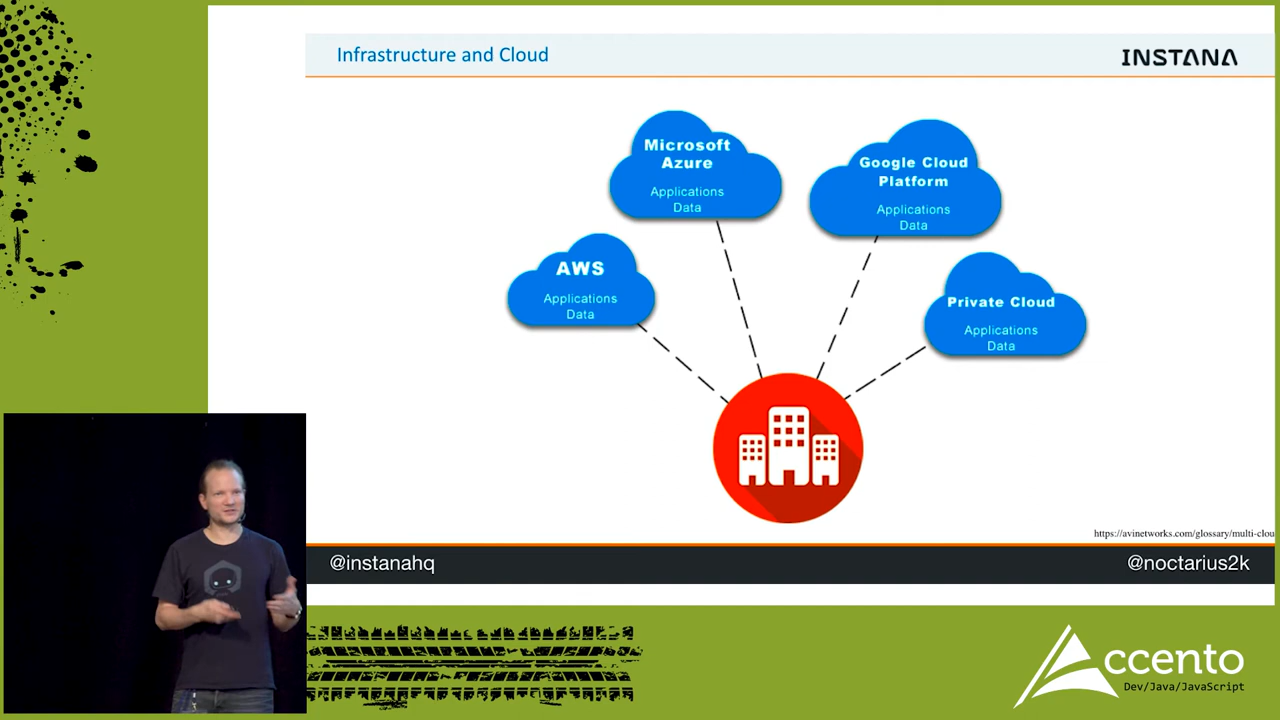 Infrastructure and Cloud
INSTANA
Microsoft
Azure
Applications
Data
Google Cloud
Platform
Applications
Data
AWS
Applications
Data
Private Cloud
Applications
Data
https://avinetworks.com/glossary/multi-clou
@instanahq
@noctarius2k
Accento
Dev/Java/JavaScript